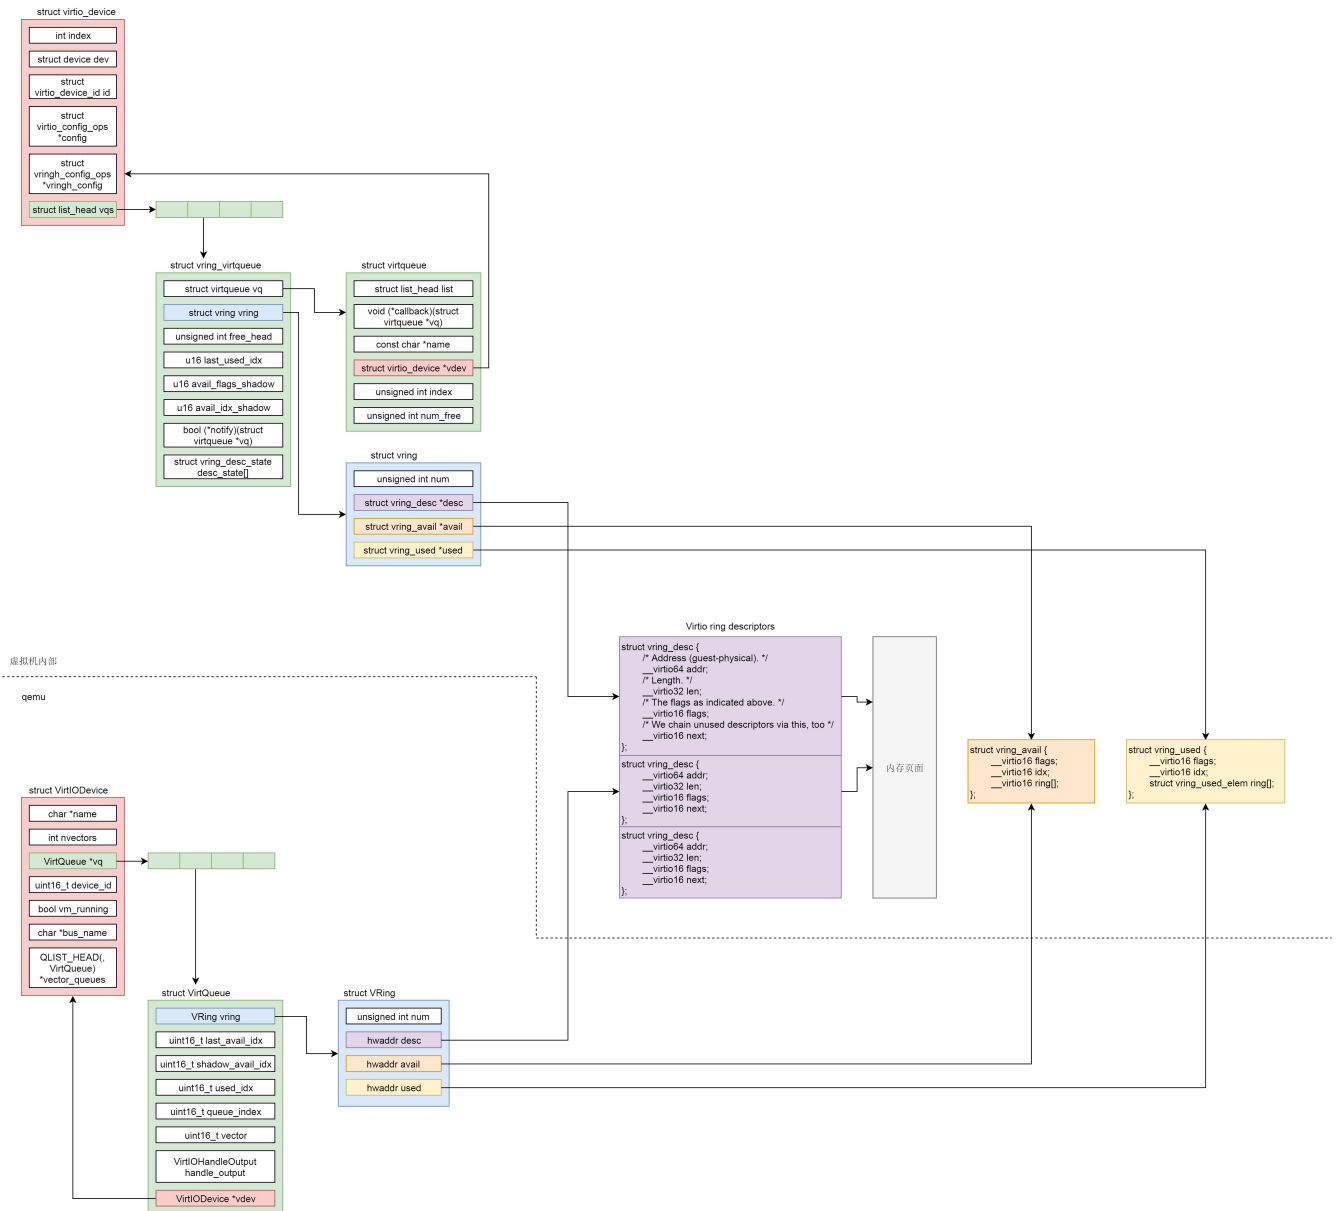 struct virtio_device
int index
struct device dev
struct
virtio_device_id id
struct
virtio_config_ops
*config
struct
vringh_config_ops
*vringh_config
struct list_head vqs
struct vring_virtqueue
struct virtqueue vq
struct vring vring
unsigned int free_head
u16 last_used_idx
u16 avail_flags_shadow
u16 avail_idx_shadow
bool (*notify)(struct
virtqueue *vq)
struct vring_desc_state
desc_state[]
struct virtqueue
struct list_head list
void (*callback)(struct
virtqueue *vq)
const char *name
struct virtio_device *vdev
unsigned int index
unsigned int num_free
struct vring
unsigned int num
struct vring_desc *desc
struct vring_avail *avail
struct vring_used *used
虚拟机内部
qemu
Virtio ring descriptors
struct vring_desc {
/* Address (guest-physical). */
__virtio64 addr;
/* Length. */
__virtio32 len;
/* The flags as indicated above. */
__virtio16 flags;
/* We chain unused descriptors via this, too */
__virtio16 next;
};
struct vring_desc {
__virtio64 addr;
__virtio32 len;
__virtio16 flags;
__virtio16 next;
};
struct vring_desc {
__virtio64 addr;
__virtio32 len;
__virtio16 flags;
__virtio16 next;
};
内存页面
struct vring_avail {
__virtio16 flags;
__virtio16 idx;
__virtio16 ring[];
};
struct vring_used {
__virtio16 flags;
__virtio16 idx;
struct vring_used_elem ring[];
};
struct VirtIODevice
char *name
int nvectors
VirtQueue *vq
uint16_t device_id
bool vm_running
char *bus_name
QLIST_HEAD(,
VirtQueue)
*vector_queues
struct VirtQueue
VRing vring
uint16_t last_avail_idx
uint16_t shadow_avail_idx
uint16_t used_idx
uint16_t queue_index
uint16_t vector
VirtIOHandleOutput
handle_output
VirtIODevice *vdev
struct VRing
unsigned int num
hwaddr desc
hwaddr avail
hwaddr used